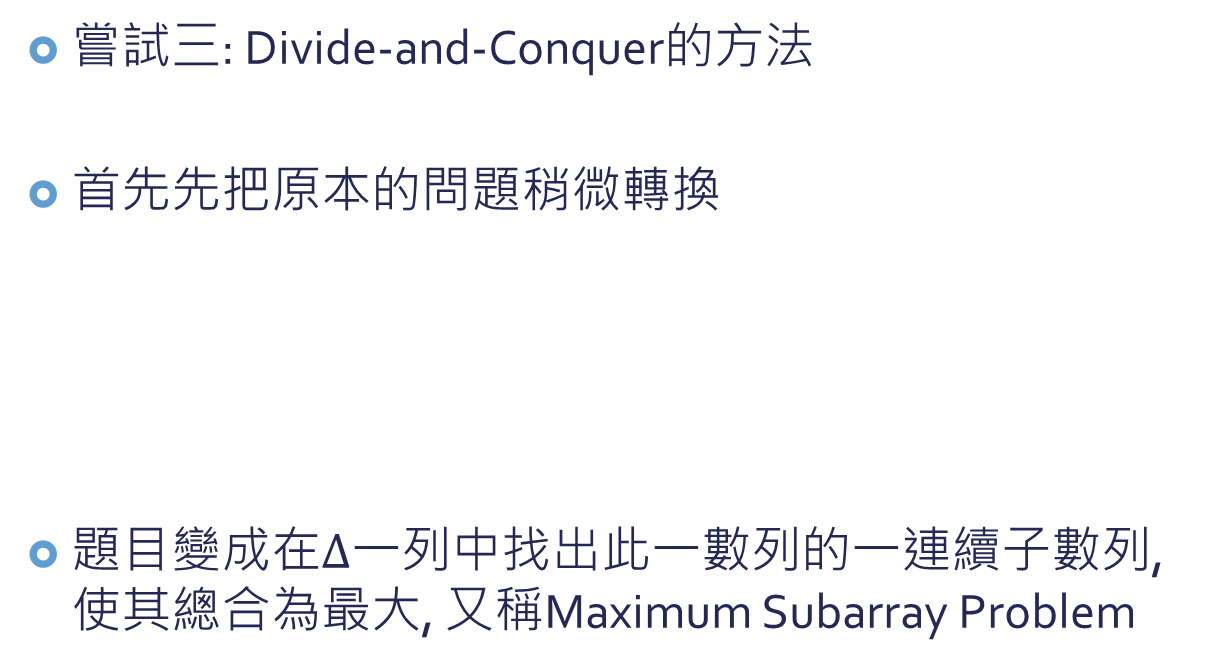 嘗試三: Divide-and-Conquer的方法
首先先把原本的問題稍微轉換
題目變成在Δ一列中找出此一數列的一連續子數列,
使其總合為最大, 又稱Maximum Subarray Problem